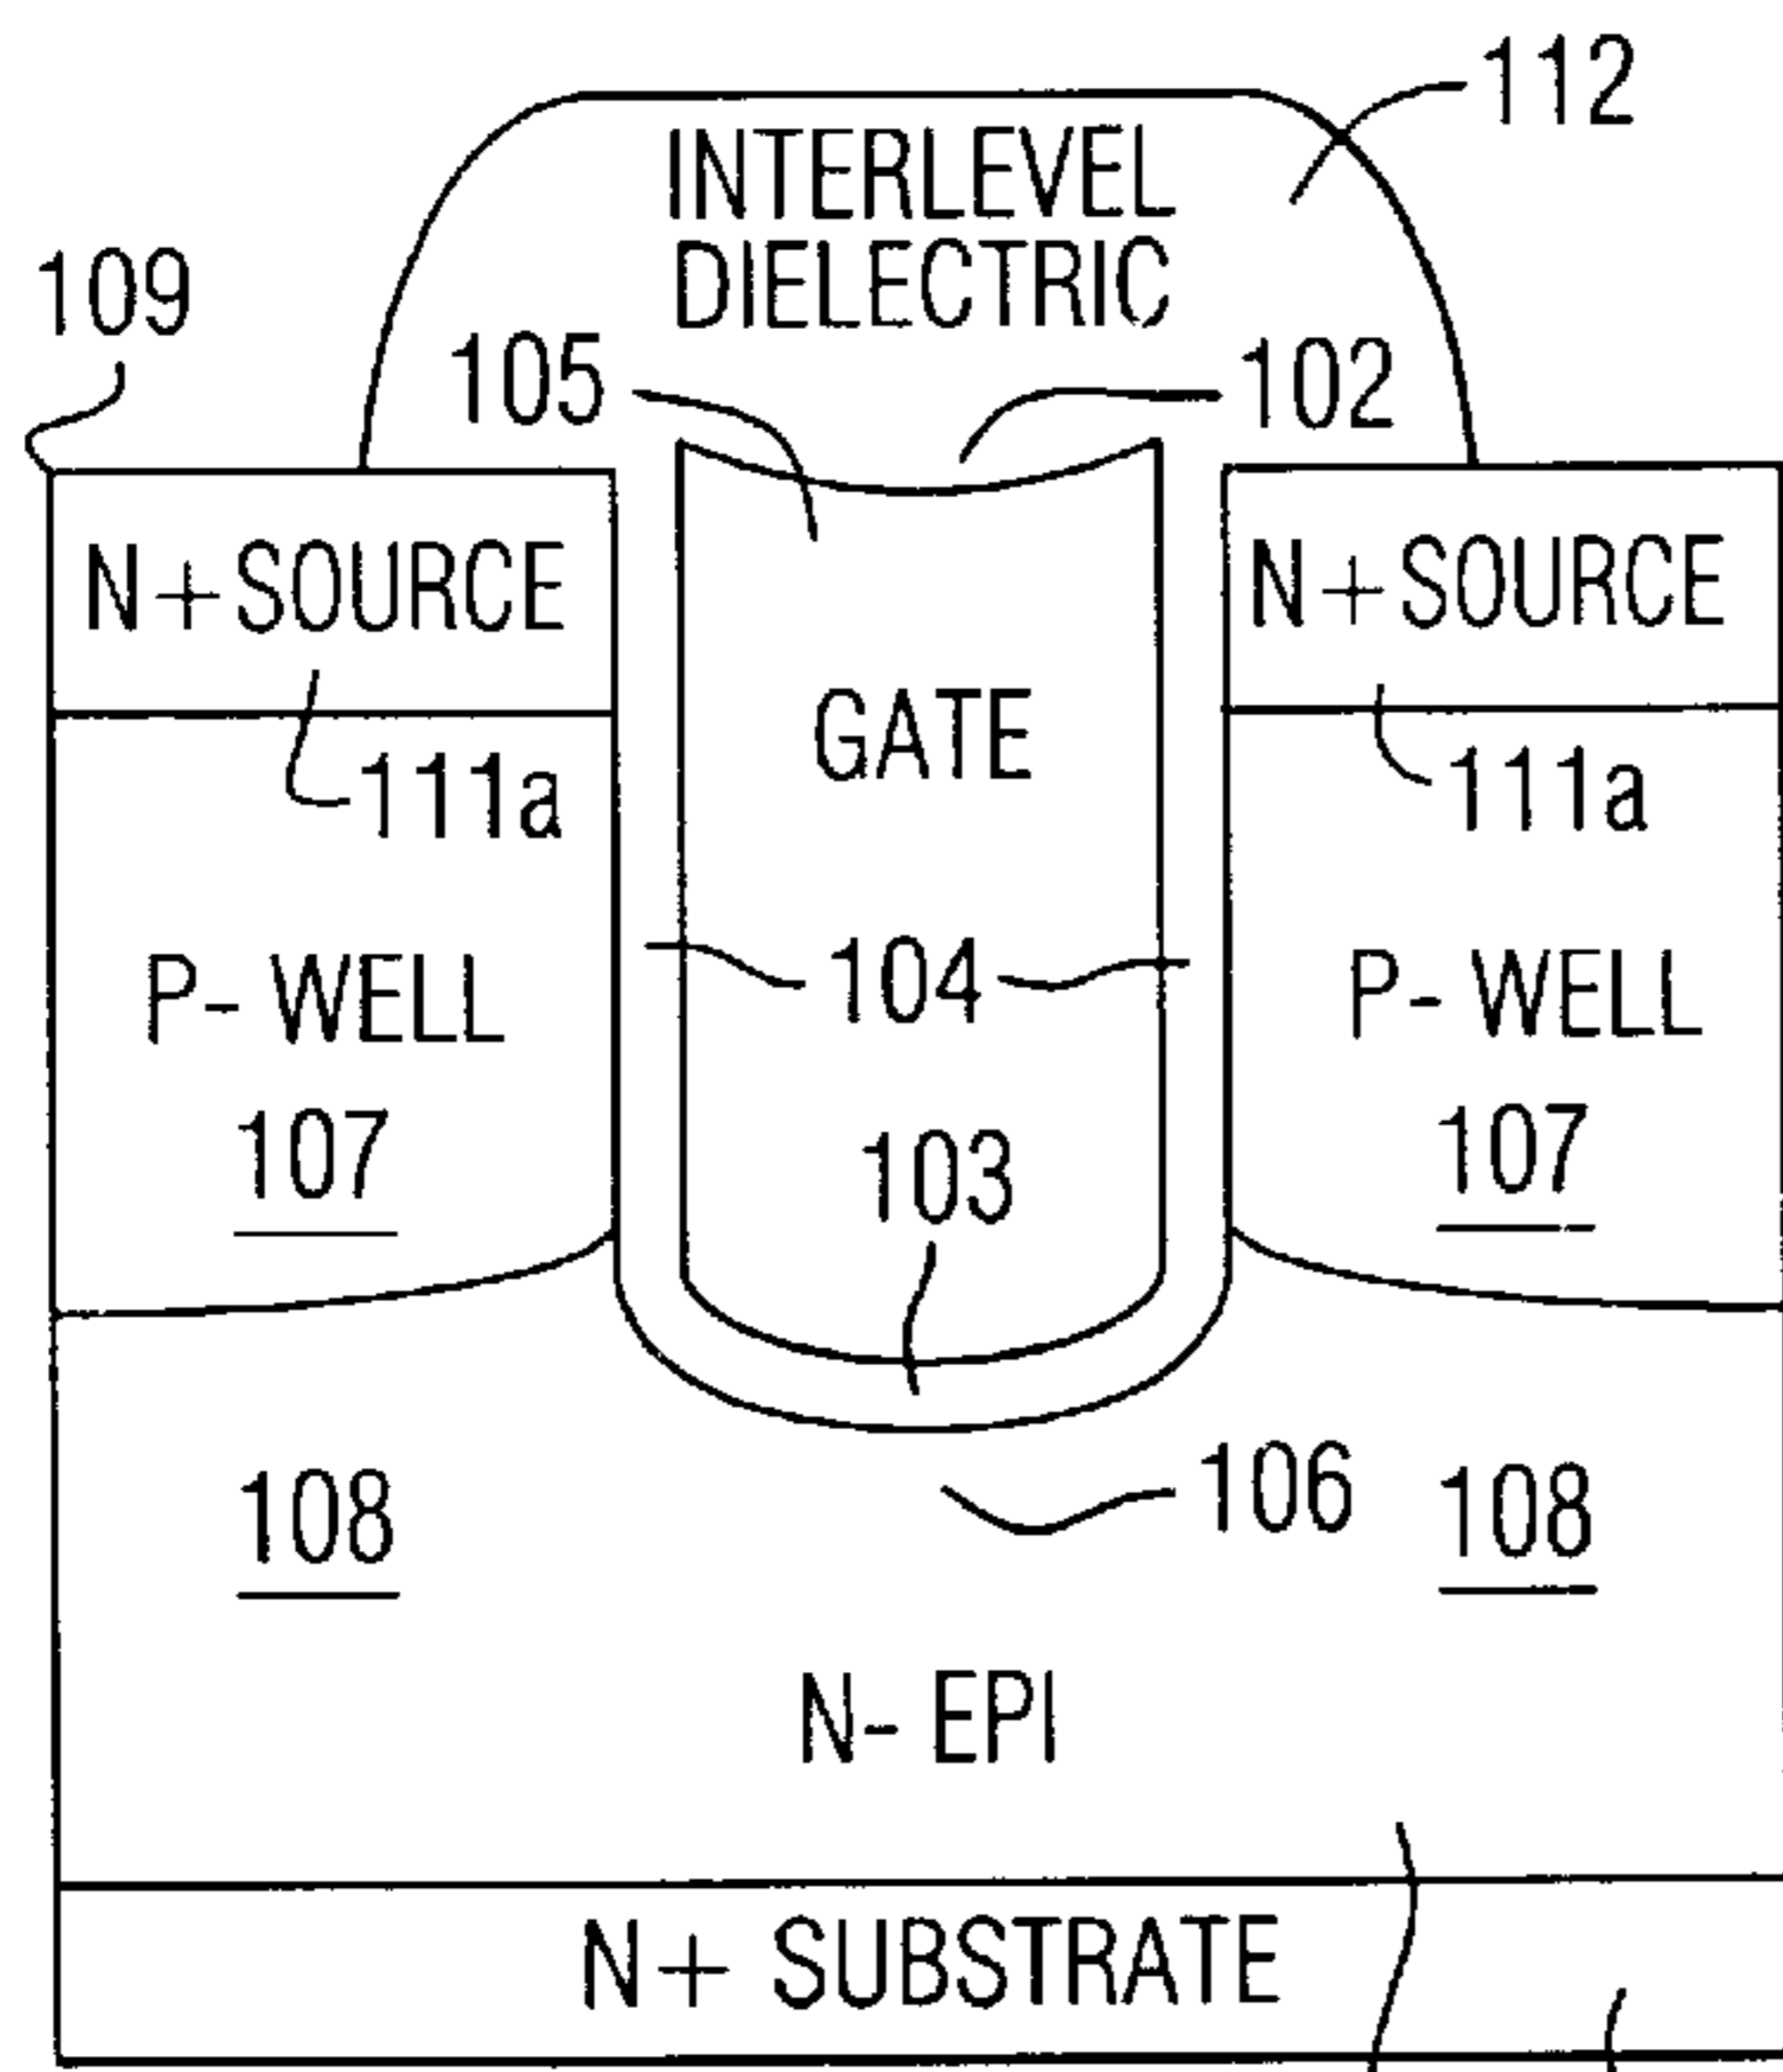 112
INTERLEVEL
DIELECTRIC
109
105
102
N+SOURCE
N+SOURCE
GATE
111a
111a
104
P- WELL
P- WELL
107
107
103
108
106
108
N- EPI
N+ SUBSTRATE